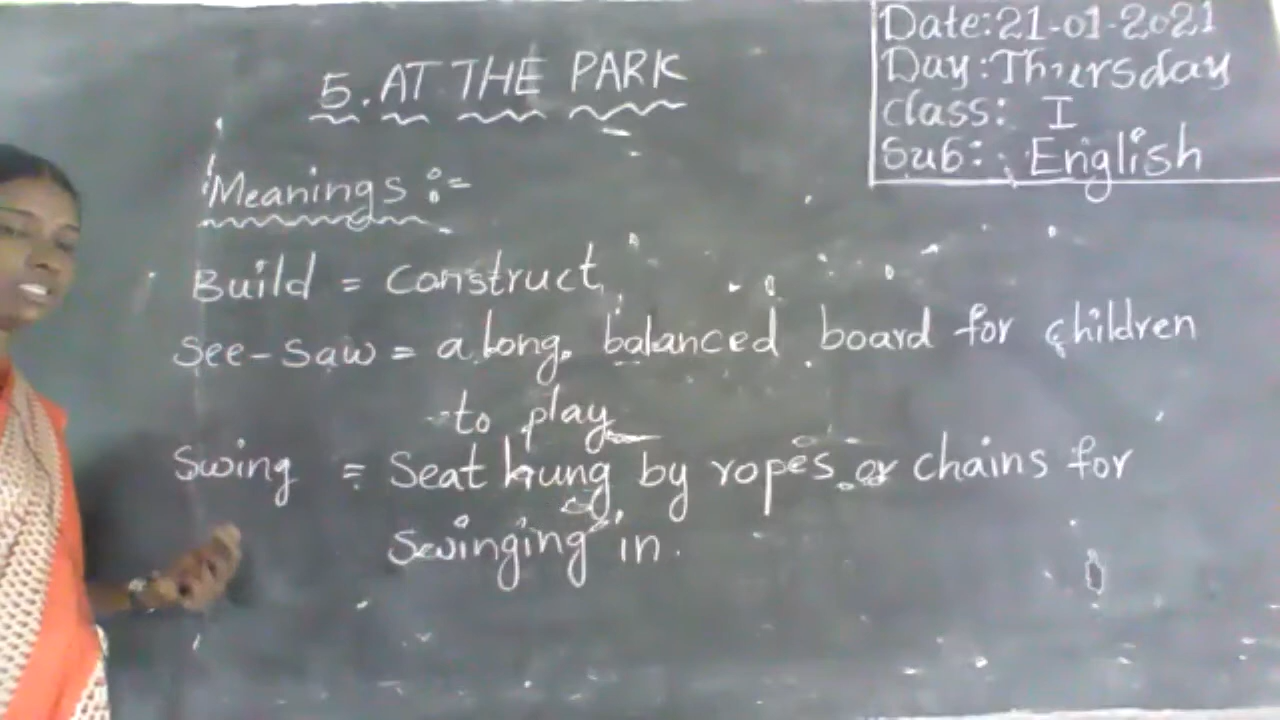 5. AT THE PARK
Date: 21-01-2021
Day: Thursday
Class: I
Sub: English
Meanings :=
Build = Construct
See-Saw = a long balanced board for children
to play
Swing = Seat hung by ropes or chains for
Swinging in.